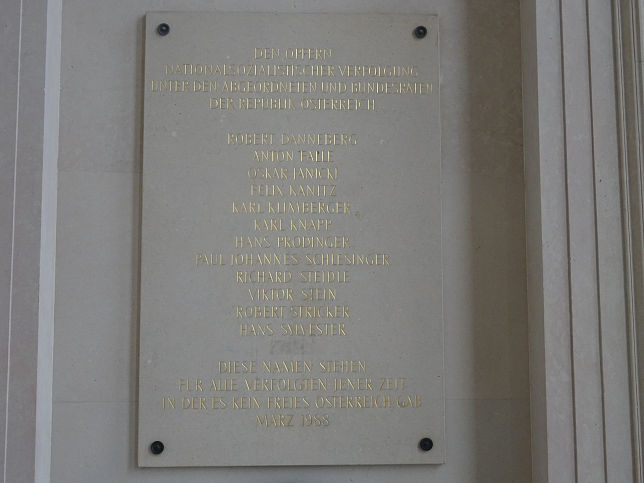 DEN OPFERN
NATIONALSOZIALISTISCHER VERFOLGUNG
UNTER DEN ABGEORDNETEN UND BUNDESRÄTEN
DER REPUBLIK ÖSTERREICH
ROBERT DANNEBERG
ANTON FALLE
OSKAR JANICKI
FELIX KANITZ
KARL KLIMBERGER
KARL KNAPP
HANS PRODINGER
PAUL JOHANNES SCHLESINGER
RICHARD STEIDLE
VIKTOR STEIN
ROBERT STRICKER
HANS SYLVESTER
DIESE NAMEN STEHEN
FÜR ALLE VERFOLGTEN JENER ZEIT
IN DER ES KEIN FREIES ÖSTERREICH GAB
MÄRZ 1988